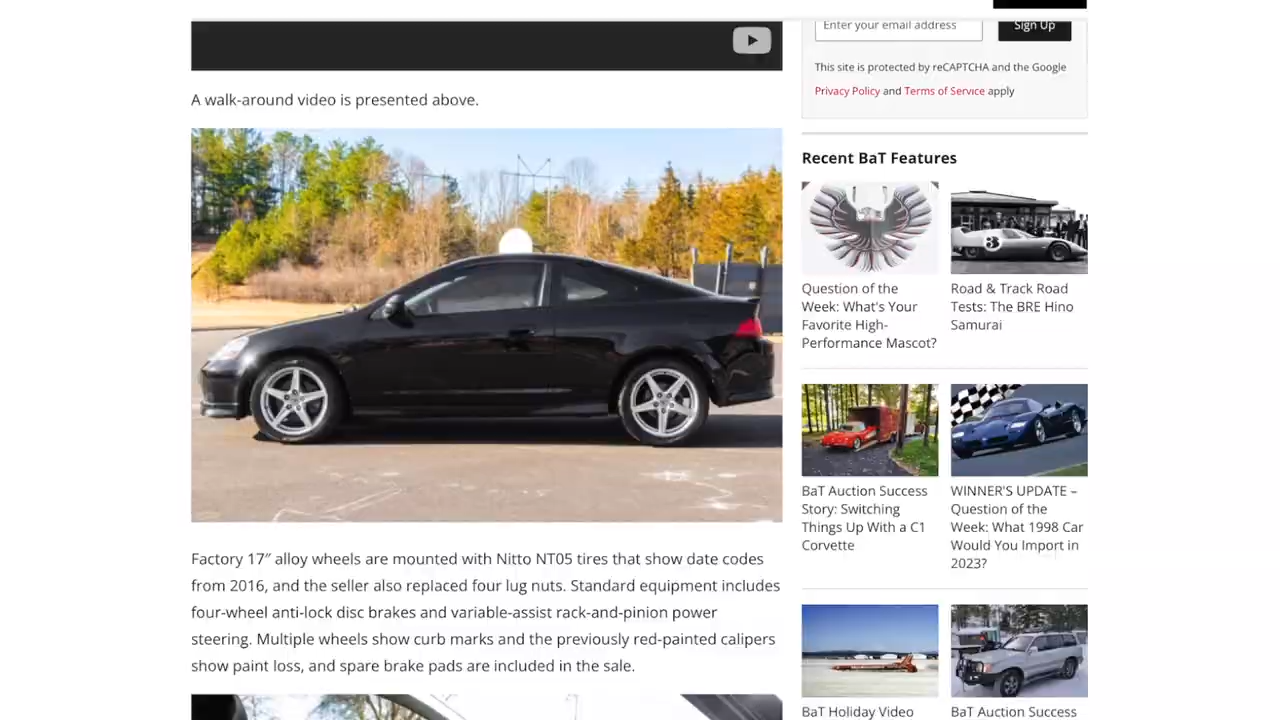 Enter your email address
Sign Up
This site is protected by reCAPTCHA and the Google
Privacy Policy and Terms of Service apply
A walk-around video is presented above.
Factory 17″ alloy wheels are mounted with Nitto NT05 tires that show date codes
from 2016, and the seller also replaced four lug nuts. Standard equipment includes
four-wheel anti-lock disc brakes and variable-assist rack-and-pinion power
steering. Multiple wheels show curb marks and the previously red-painted calipers
show paint loss, and spare brake pads are included in the sale.
Recent BaT Features
Question of the
Week: What's Your
Favorite High-
Performance Mascot?
3
Road & Track Road
Tests: The BRE Hino
Samurai
BaT Auction Success
Story: Switching
Things Up With a C1
Corvette
WINNER'S UPDATE –
Question of the
Week: What 1998 Car
Would You Import in
2023?
BaT Holiday Video
BaT Auction Success